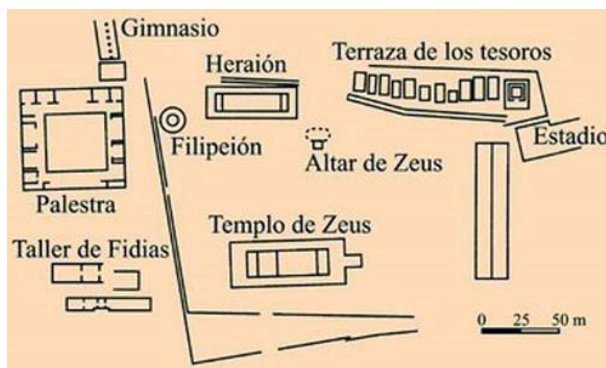 Gimnasio
Heraión
Terraza de los tesoros
Filipeión
Altar de Zeus
Estadio
Palestra
Templo de Zeus
Taller de Fidias
0 25 50 m